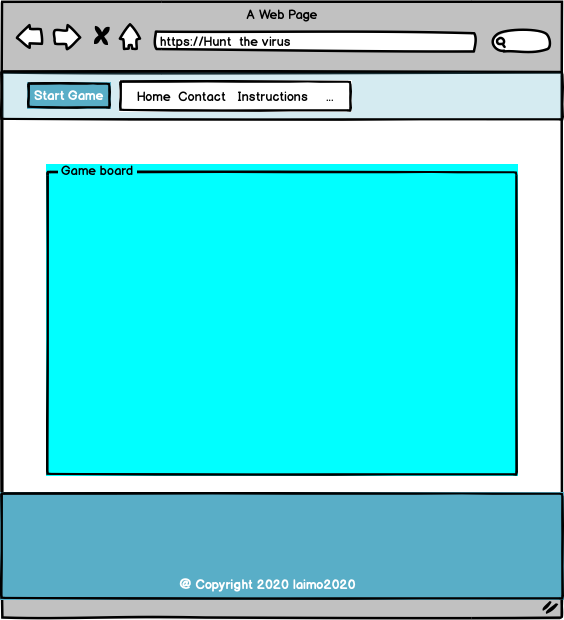 A Web Page
https://Hunt the virus
Start Game
Home Contact Instructions ...
Game board
@ Copyright 2020 laimo2020